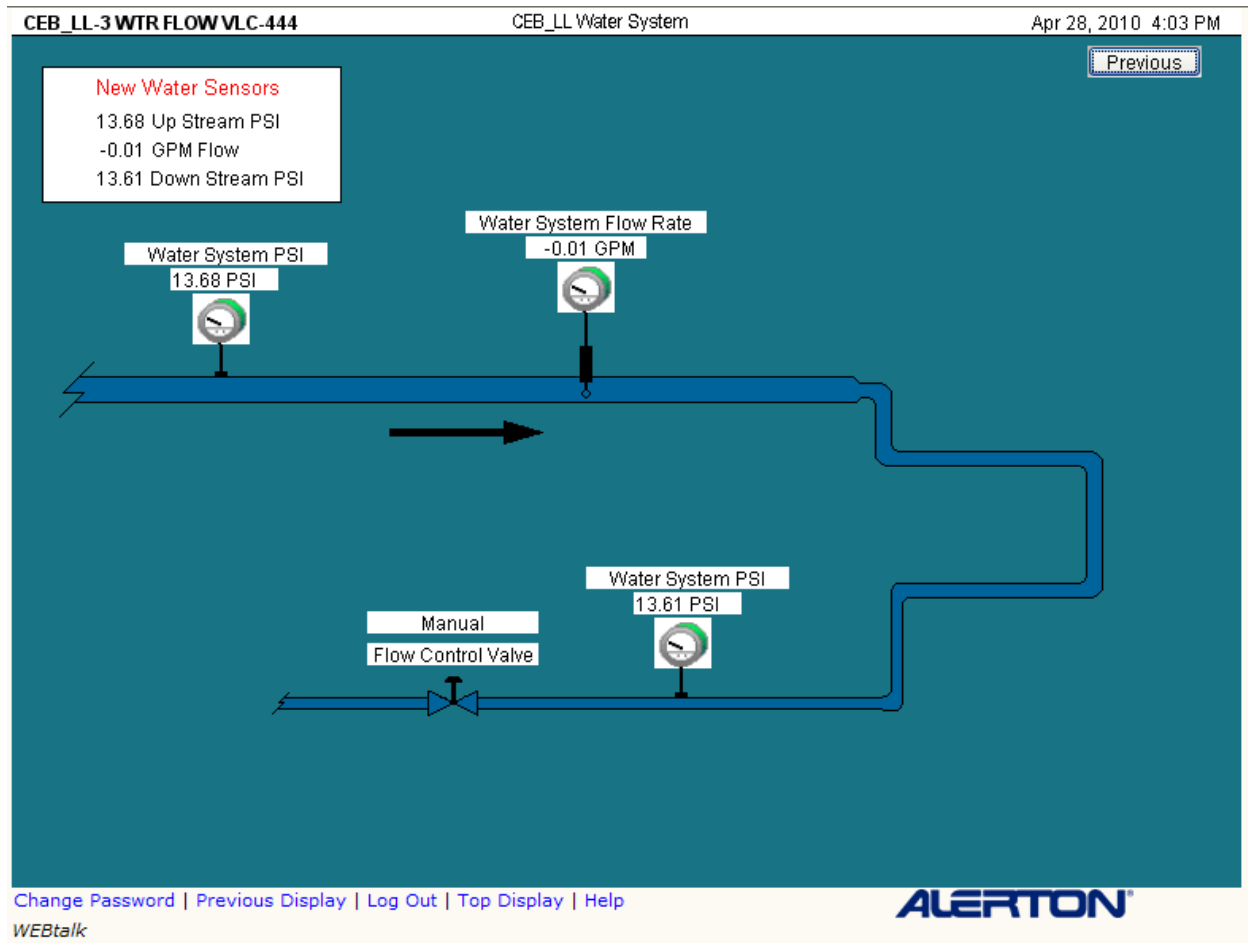 CEB_LL-3 WTR FLOW VLC-444 CEB_LL Water System Apr 28, 2010 4:03 PM
Previous
New Water Sensors
13.68 Up Stream PSI
-0.01 GPM Flow
13.61 Down Stream PSI
Water System Flow Rate
-0.01 GPM
Water System PSI
13.68 PSI
Water System PSI
13.61 PSI
Manual
Flow Control Valve
Change Password | Previous Display | Log Out | Top Display | Help
ALERTON®
WEBtalk